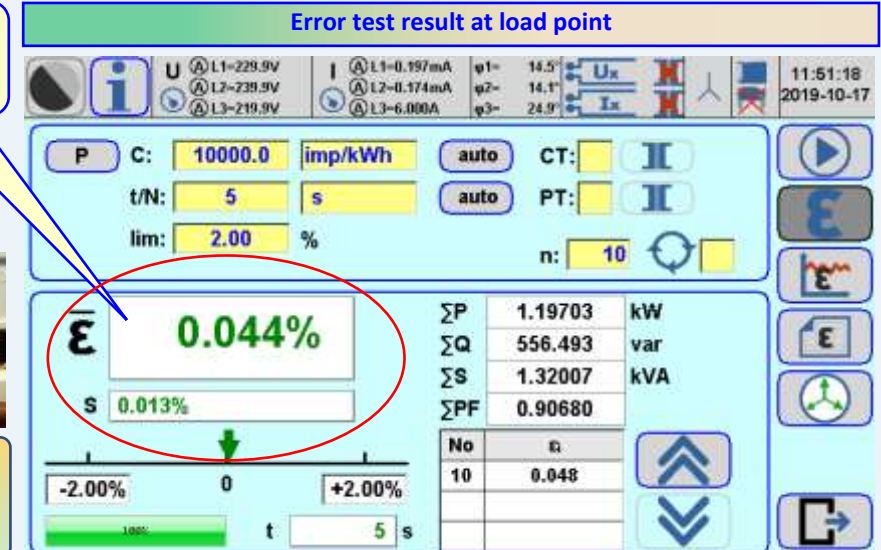 Error test result at load point
U Ⓐ L1=229.9V
Ⓐ L2=239.9V
Ⓐ L3=219.9V
I Ⓐ L1=0.197mA
Ⓐ L2=0.174mA
Ⓐ L3=6.000A
φ1= 14.5°
φ2= 14.1°
φ3= 24.9°
Ux
Ix
11:51:18
2019-10-17
P C: 10000.0 imp/kWh auto CT:
t/N: 5 s auto PT:
lim: 2.00 % n: 10
ε
ε
ε
ε̅ 0.044%
S 0.013%
-2.00% 0 +2.00%
100% t 5 s
∑P 1.19703 kW
∑Q 556.493 var
∑S 1.32007 kVA
∑PF 0.90680
No
10 0.048